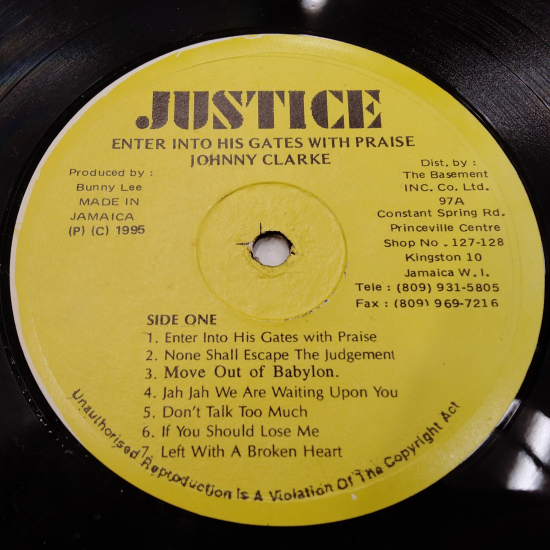 JUSTICE
ENTER INTO HIS GATES WITH PRAISE
JOHNNY CLARKE
Produced by :
Bunny Lee
MADE IN
JAMAICA
(P) (C) 1995
Dist. by :
The Basement
INC. Co. Ltd.
97A
Constant Spring Rd.
Princeville Centre
Shop No . 127-128
Kingston 10
Jamaica W . I.
Tele : (809) 931-5805
Fax : (809) 969-7216
SIDE ONE
1. Enter Into His Gates with Praise
2. None Shall Escape The Judgement
3. Move Out of Babylon.
4. Jah Jah We Are Waiting Upon You
5. Don't Talk Too Much
6. If You Should Lose Me
7. Left With A Broken Heart
Unauthorised Reproduction Is A Violation Of The Copyright Act